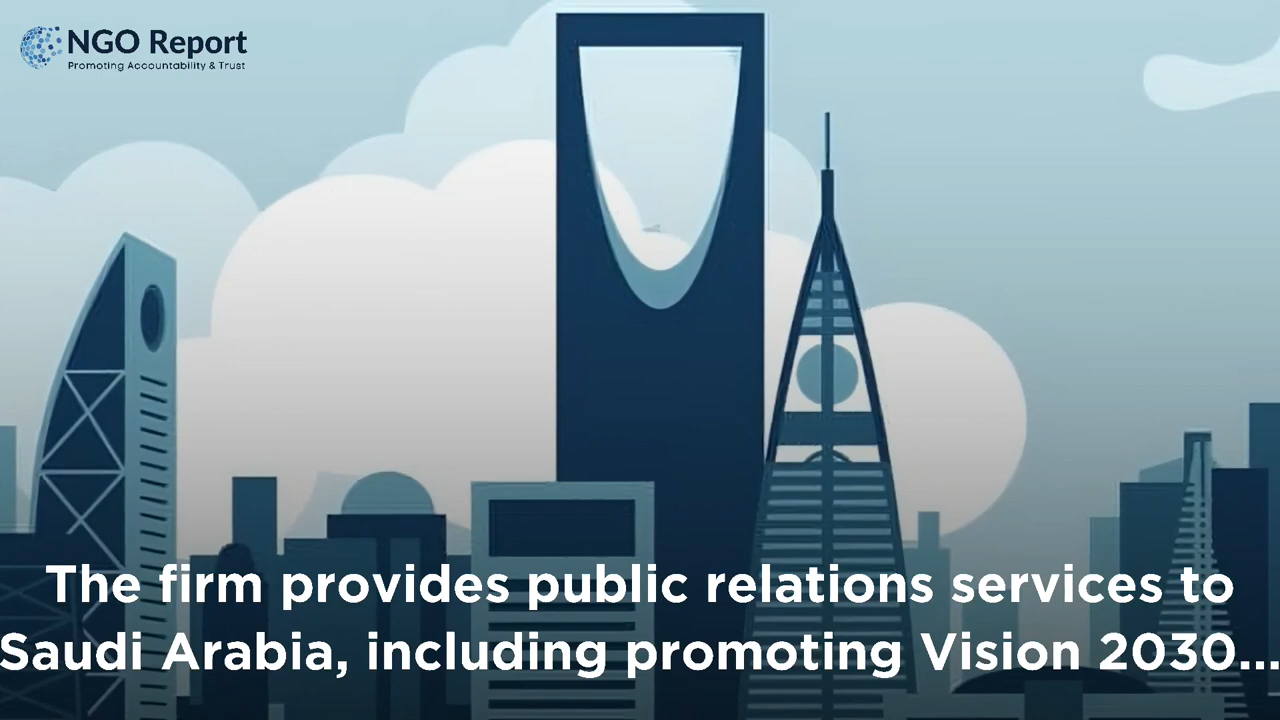 NGO Report
Promoting Accountability & Trust
The firm provides public relations services to
Saudi Arabia, including promoting Vision 2030...